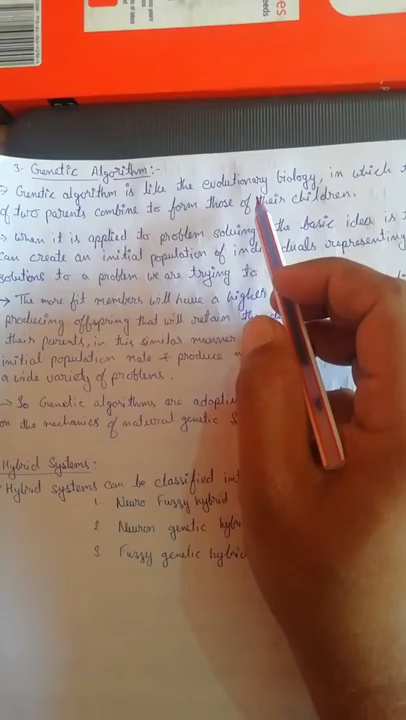 3. Genetic Algorithm:-
→ Genetic algorithm is like the evolutionary biology, in which
of two parents combine to form those of their children.
→ When it is applied to problem solving, the basic idea is
can create an initial population of individuals representing
solutions to a problem we are trying to
→ The more fit members will have a higher
producing offspring that will retain the
their parents, in this similar manner
initial population mate & produce
a wide variety of problems.
→ So Genetic algorithms are
on the mechanics of natural genetic
Hybrid Systems:
Hybrid systems can be classified
1. Neuro Fuzzy hybrid
2. Neuron genetic
3. Fuzzy genetic